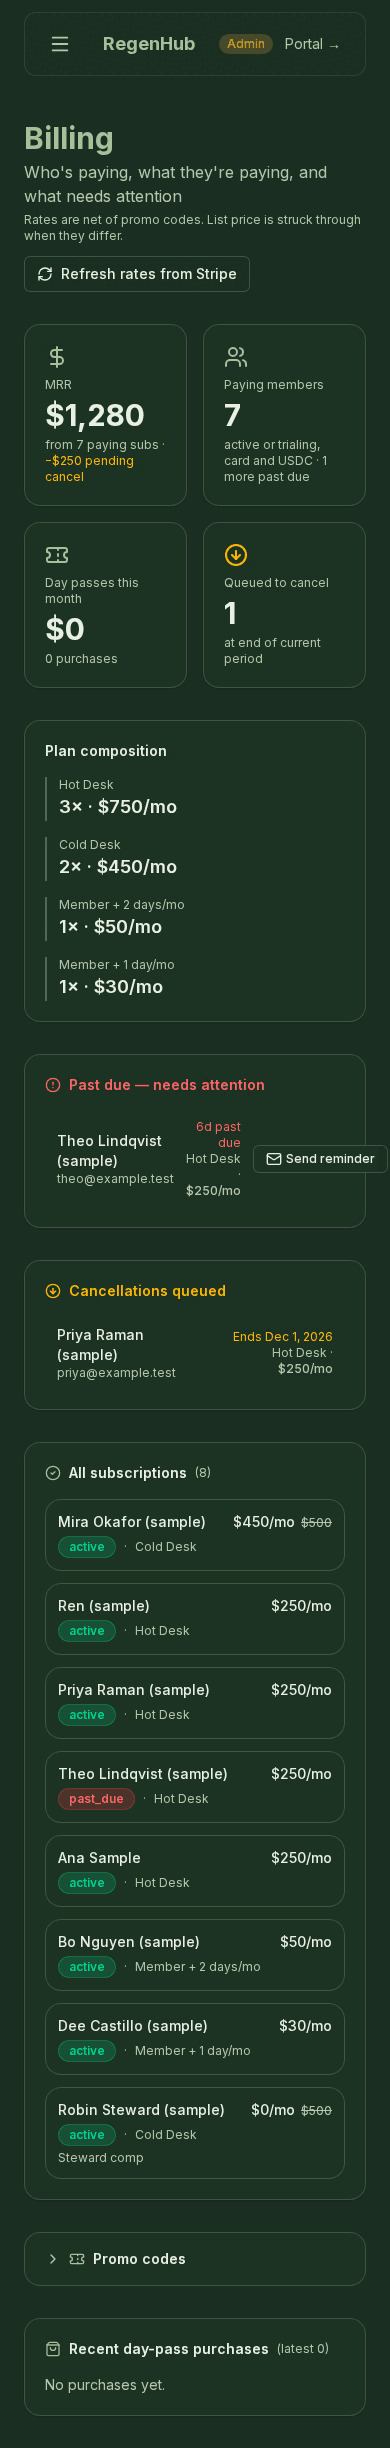 RegenHub
Admin
Portal →
Billing
Who's paying, what they're paying, and
what needs attention
Rates are net of promo codes. List price is struck through
when they differ.
Refresh rates from Stripe
MRR
$1,280
from 7 paying subs ·
−$250 pending
cancel
Paying members
7
active or trialing,
card and USDC · 1
more past due
Day passes this
month
$0
0 purchases
Queued to cancel
1
at end of current
period
Plan composition
Hot Desk
3× · $750/mo
Cold Desk
2× · $450/mo
Member + 2 days/mo
1× · $50/mo
Member + 1 day/mo
1× · $30/mo
Past due — needs attention
Theo Lindqvist
(sample)
theo@example.test
6d past
due
Hot Desk
·
$250/mo
Send reminder
Cancellations queued
Priya Raman
(sample)
priya@example.test
Ends Dec 1, 2026
Hot Desk ·
$250/mo
All subscriptions (8)
Mira Okafor (sample) $450/mo $500
active · Cold Desk
Ren (sample) $250/mo
active · Hot Desk
Priya Raman (sample) $250/mo
active · Hot Desk
Theo Lindqvist (sample) $250/mo
past_due · Hot Desk
Ana Sample $250/mo
active · Hot Desk
Bo Nguyen (sample) $50/mo
active · Member + 2 days/mo
Dee Castillo (sample) $30/mo
active · Member + 1 day/mo
Robin Steward (sample) $0/mo $500
active · Cold Desk
Steward comp
Promo codes
Recent day-pass purchases (latest 0)
No purchases yet.